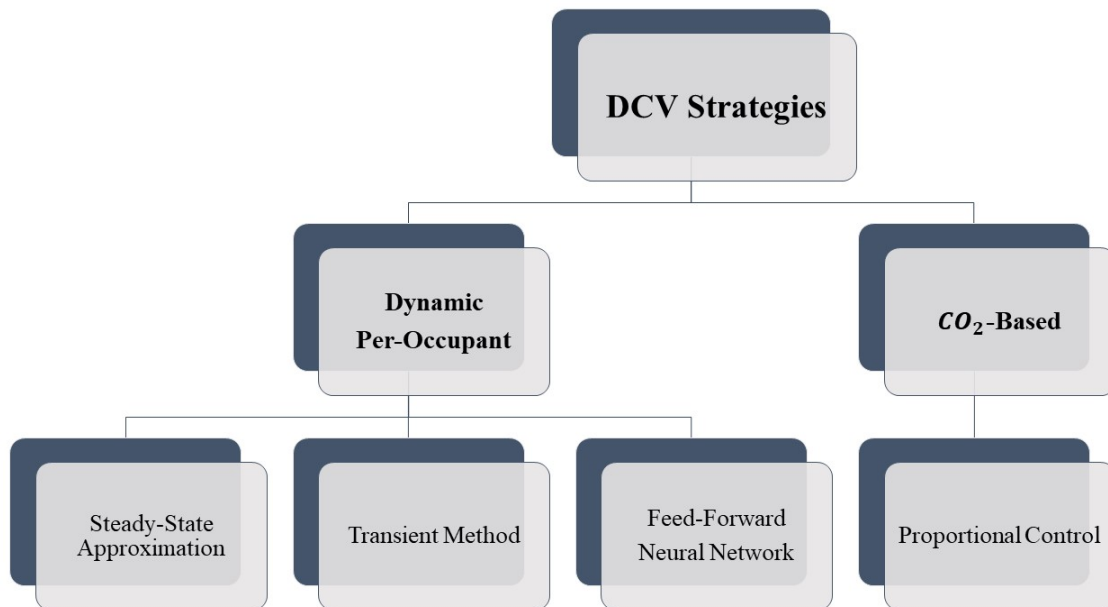 DCV Strategies
Dynamic
Per-Occupant
CO₂-Based
Steady-State
Approximation
Transient Method
Feed-Forward
Neural Network
Proportional Control